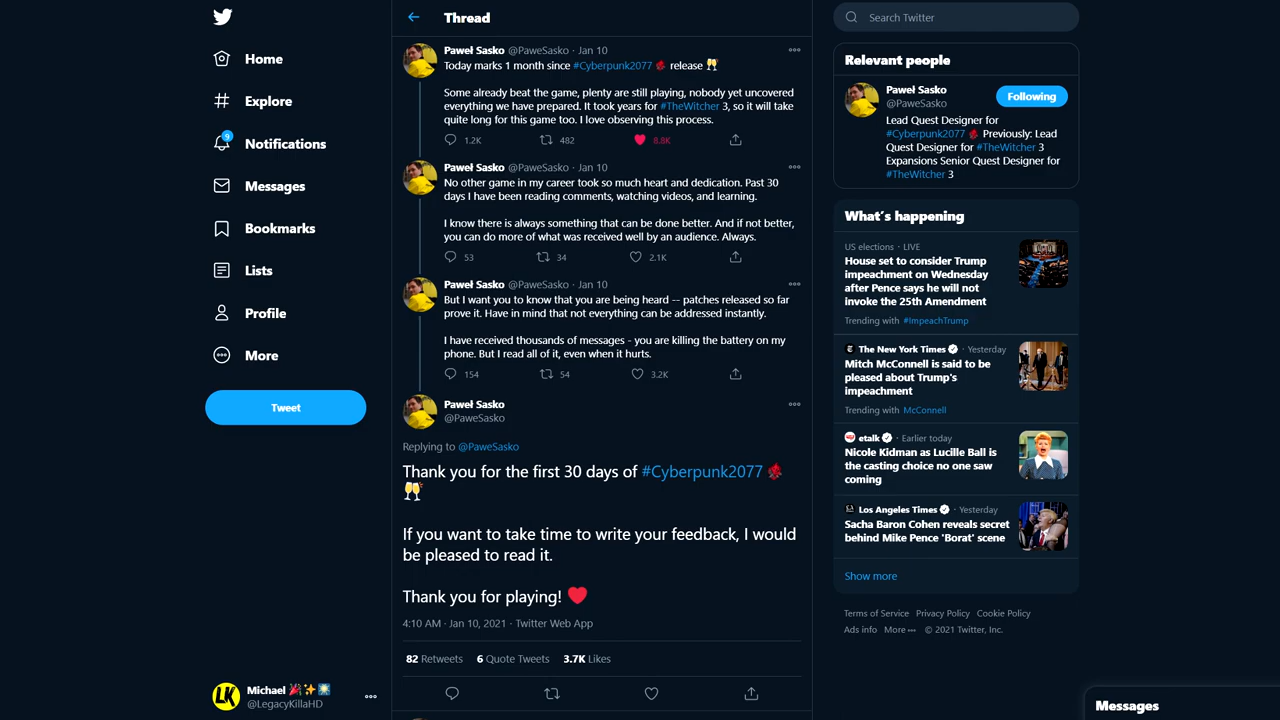 Home
Explore
9
Notifications
Messages
Bookmarks
Lists
Profile
More
Tweet
Michael
@LegacyKillaHD
LK
Thread
Paweł Sasko @PaweSasko · Jan 10
Today marks 1 month since #Cyberpunk2077 release
Some already beat the game, plenty are still playing, nobody yet uncovered
everything we have prepared. It took years for #TheWitcher 3, so it will take
quite long for this game too. I love observing this process.
1.2K 482 8.8K
Paweł Sasko @PaweSasko · Jan 10
No other game in my career took so much heart and dedication. Past 30
days I have been reading comments, watching videos, and learning.
I know there is always something that can be done better. And if not better,
you can do more of what was received well by an audience. Always.
53 34 2.1K
Paweł Sasko @PaweSasko · Jan 10
But I want you to know that you are being heard -- patches released so far
prove it. Have in mind that not everything can be addressed instantly.
I have received thousands of messages - you are killing the battery on my
phone. But I read all of it, even when it hurts.
154 54 3.2K
Paweł Sasko
@PaweSasko
Replying to @PaweSasko
Thank you for the first 30 days of #Cyberpunk2077
If you want to take time to write your feedback, I would
be pleased to read it.
Thank you for playing!
4:10 AM · Jan 10, 2021 · Twitter Web App
82 Retweets 6 Quote Tweets 3.7K Likes
Search Twitter
Relevant people
Paweł Sasko
@PaweSasko
Following
Lead Quest Designer for
#Cyberpunk2077 Previously: Lead
Quest Designer for #TheWitcher 3
Expansions Senior Quest Designer for
#TheWitcher 3
What's happening
US elections · LIVE
House set to consider Trump
impeachment on Wednesday
after Pence says he will not
invoke the 25th Amendment
Trending with #ImpeachTrump
The New York Times · Yesterday
Mitch McConnell is said to be
pleased about Trump's
impeachment
Trending with McConnell
etalk · Earlier today
Nicole Kidman as Lucille Ball is
the casting choice no one saw
coming
Los Angeles Times · Yesterday
Sacha Baron Cohen reveals secret
behind Mike Pence 'Borat' scene
Show more
Terms of Service Privacy Policy Cookie Policy
Ads info More © 2021 Twitter, Inc.
Messages